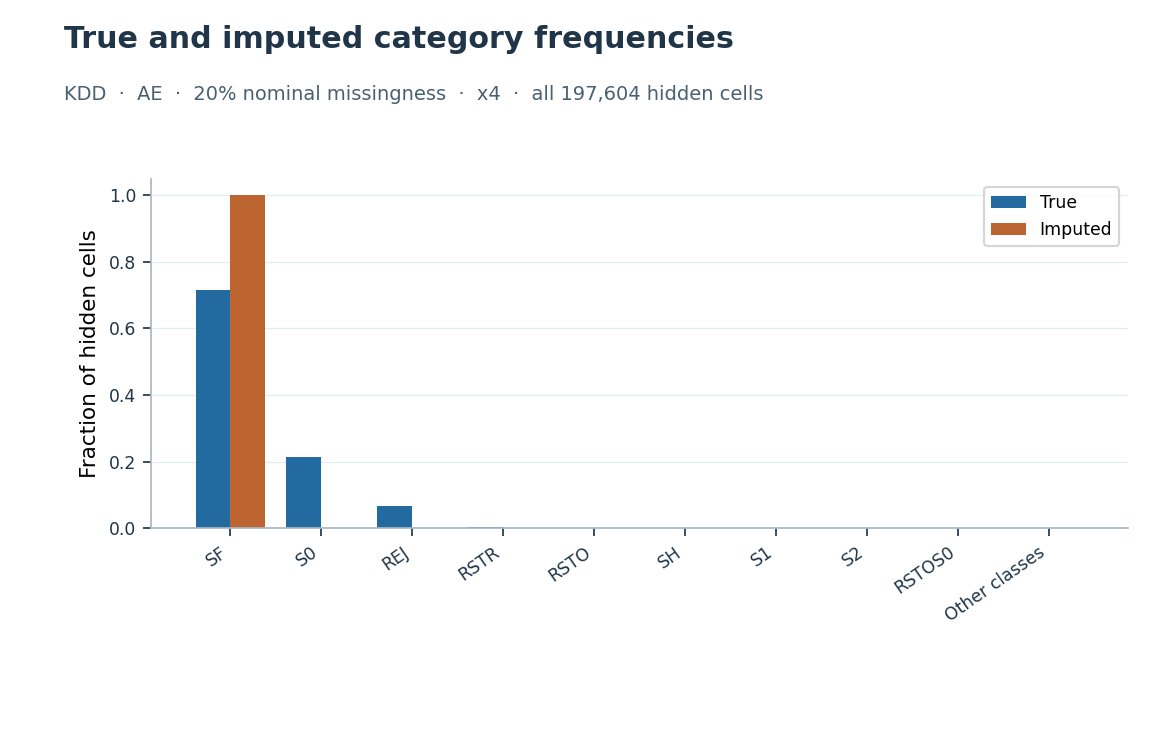 True and imputed category frequencies
KDD · AE · 20% nominal missingness · x4 · all 197,604 hidden cells
1.0
0.8
0.6
0.4
0.2
0.0
Fraction of hidden cells
True
Imputed
SF
S0
REJ
RSTR
RSTO
SH
S1
S2
RSTOS0
Other classes